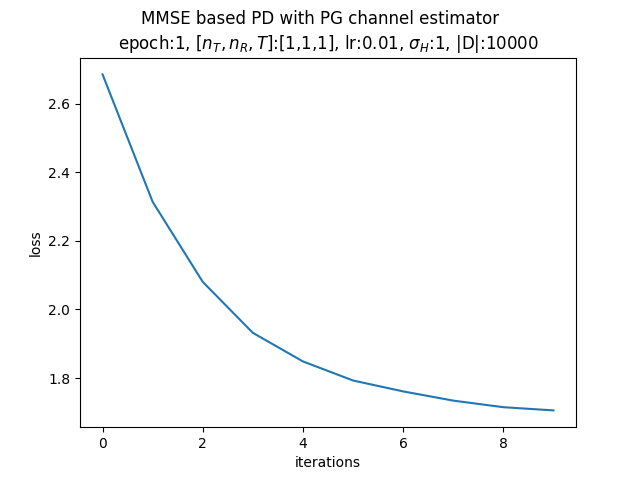 MMSE based PD with PG channel estimator
epoch:1, [n_T, n_R, T]:[1,1,1], lr:0.01, σ_H:1, |D|:10000
2.6
2.4
2.2
2.0
1.8
loss
0 2 4 6 8
iterations